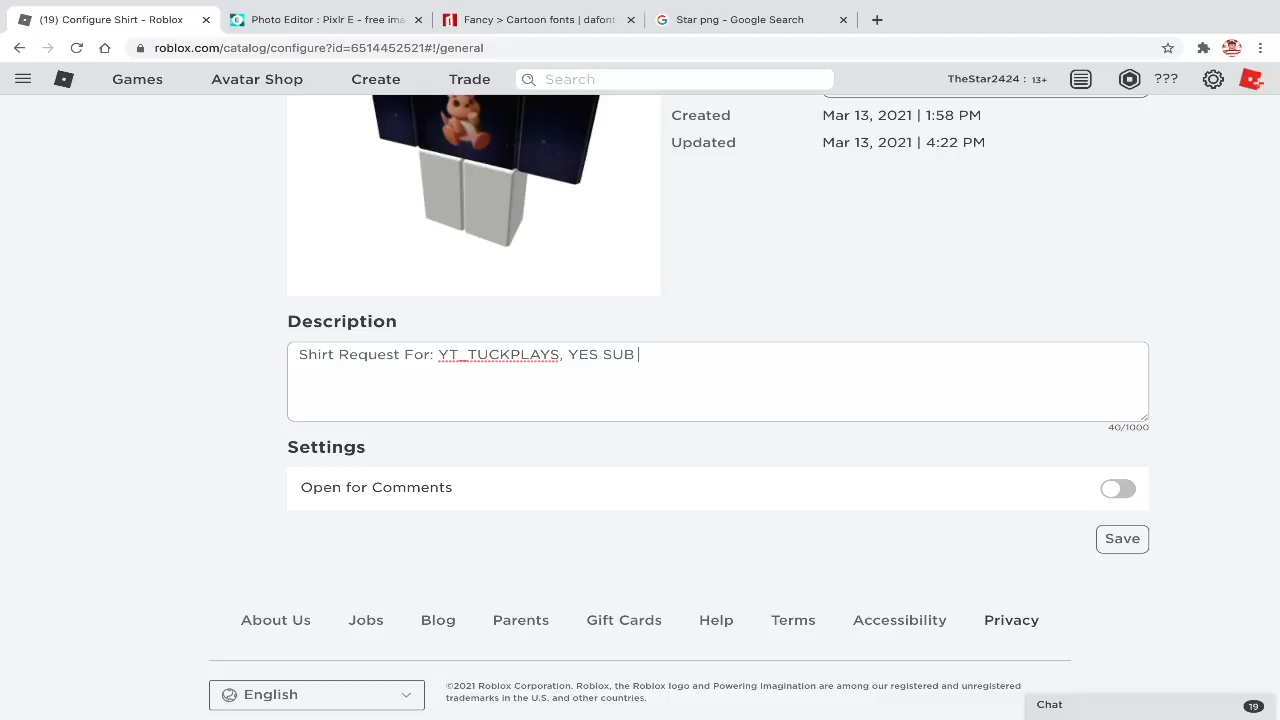 (19) Configure Shirt - Roblox
Photo Editor : Pixlr E - free ima
Fancy > Cartoon fonts | dafont
Star png - Google Search
roblox.com/catalog/configure?id=6514452521#!/general
Games
Avatar Shop
Create
Trade
Search
TheStar2424 : 13+
???
Created
Mar 13, 2021 | 1:58 PM
Updated
Mar 13, 2021 | 4:22 PM
Description
Shirt Request For: YT_TUCKPLAYS, YES SUB
40/1000
Settings
Open for Comments
Save
About Us
Jobs
Blog
Parents
Gift Cards
Help
Terms
Accessibility
Privacy
English
©2021 Roblox Corporation. Roblox, the Roblox logo and Powering Imagination are among our registered and unregistered
trademarks in the U.S. and other countries.
Chat
19